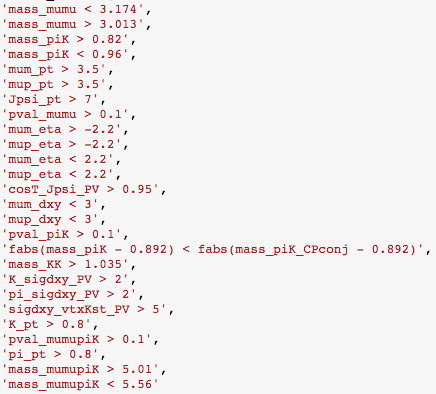 'mass_mumu < 3.174',
'mass_mumu > 3.013',
'mass_piK > 0.82',
'mass_piK < 0.96',
'mum_pt > 3.5',
'mup_pt > 3.5',
'Jpsi_pt > 7',
'pval_mumu > 0.1',
'mum_eta > -2.2'
'mup_eta > -2.2',
'mum_eta < 2.2',
'mup_eta < 2.2',
'cosT_Jpsi_PV > 0.95',
'mum_dxy < 3',
'mup_dxy < 3',
'pval_piK > 0.1',
'fabs(mass_piK - 0.892) < fabs(mass_piK_CPconj - 0.892)',
'mass_KK > 1.035',
'K_sigdxy_PV > 2',
'pi_sigdxy_PV > 2',
'sigdxy_vtxKst_PV > 5',
'K_pt > 0.8',
'pval_mumupiK > 0.1',
'pi_pt > 0.8',
'mass_mumupiK > 5.01',
'mass_mumupiK < 5.56'